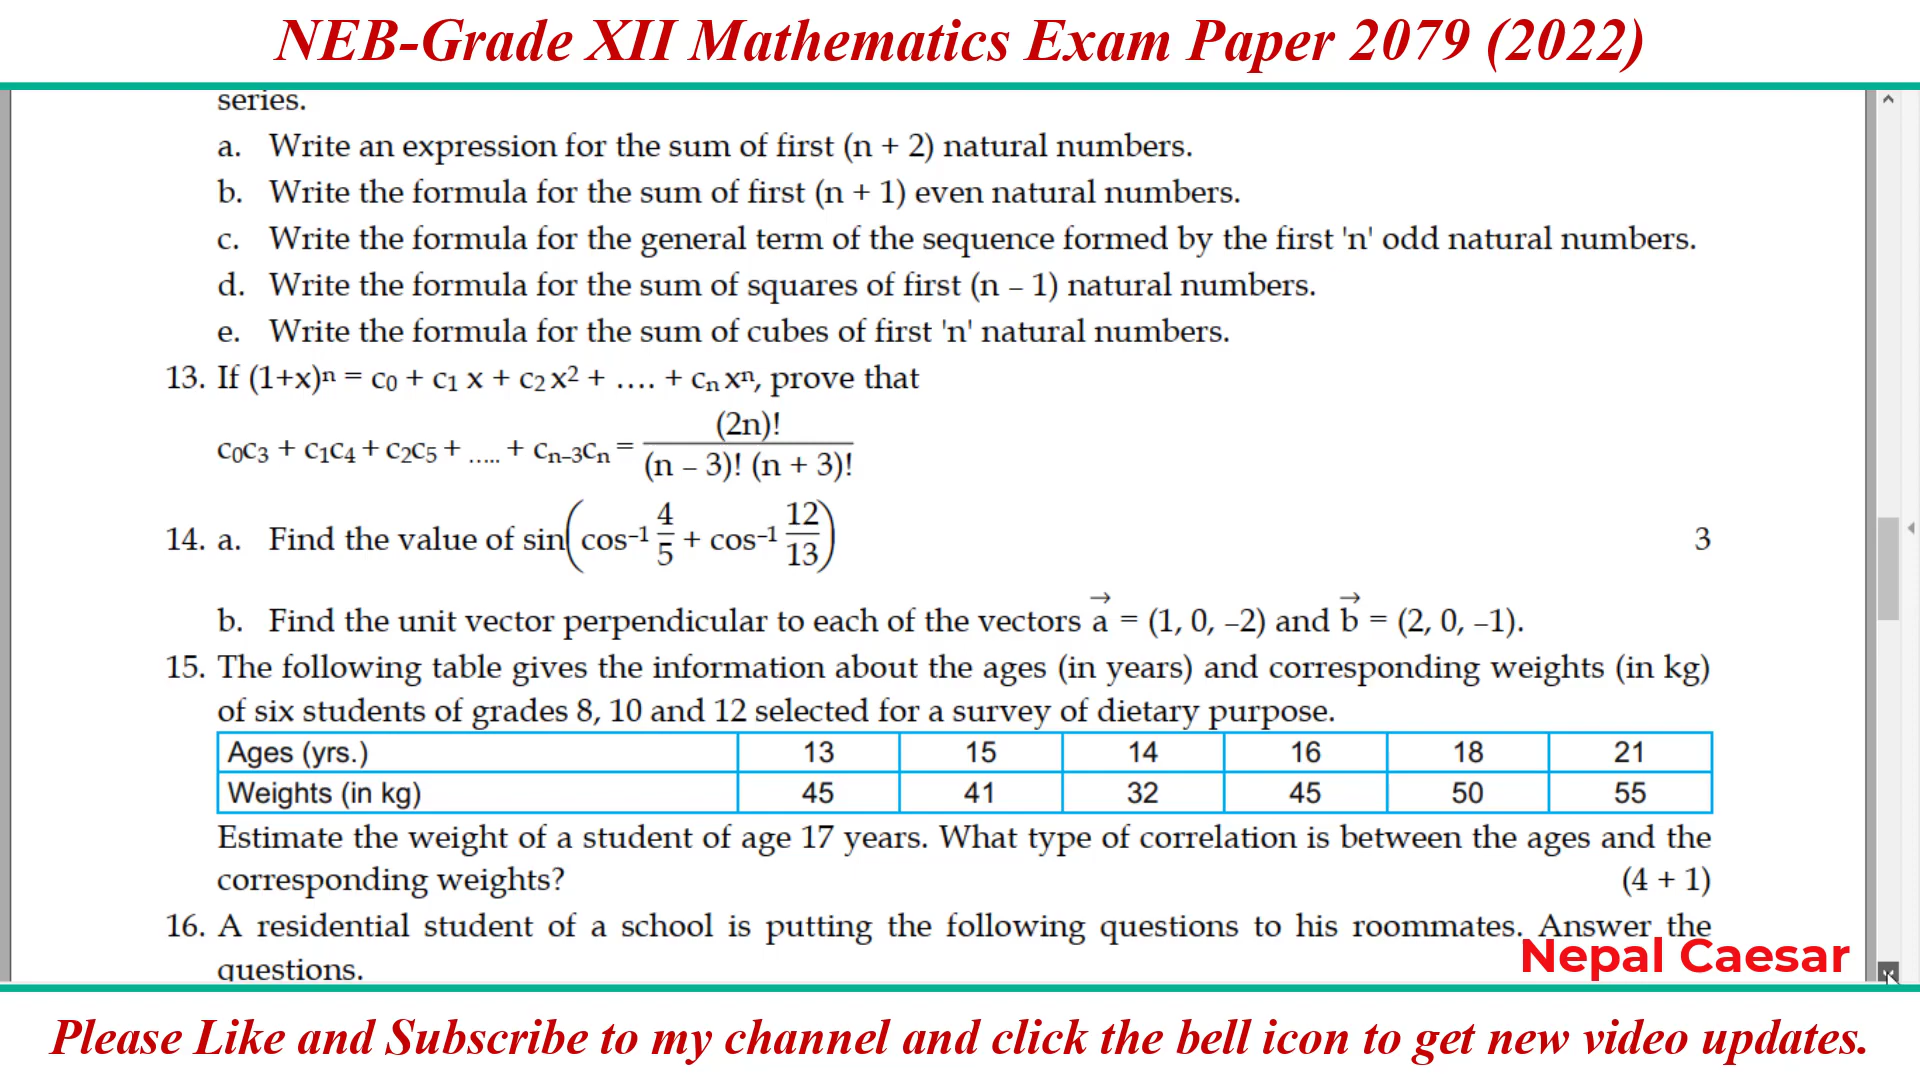 NEB-Grade XII Mathematics Exam Paper 2079 (2022)
series.
a. Write an expression for the sum of first (n + 2) natural numbers.
b. Write the formula for the sum of first (n + 1) even natural numbers.
c. Write the formula for the general term of the sequence formed by the first 'n' odd natural numbers.
d. Write the formula for the sum of squares of first (n – 1) natural numbers.
e. Write the formula for the sum of cubes of first 'n' natural numbers.
13. If (1+x)ⁿ = c₀ + c₁ x + c₂ x² + .... + cₙ xⁿ, prove that
c₀c₃ + c₁c₄ + c₂c₅ + ..... + cₙ₋₃cₙ = (2n)! / (n – 3)! (n + 3)!
14. a. Find the value of sin(cos⁻¹ 4/5 + cos⁻¹ 12/13) 3
b. Find the unit vector perpendicular to each of the vectors a⃗ = (1, 0, –2) and b⃗ = (2, 0, –1).
15. The following table gives the information about the ages (in years) and corresponding weights (in kg)
of six students of grades 8, 10 and 12 selected for a survey of dietary purpose.
Ages (yrs.) 13 15 14 16 18 21
Weights (in kg) 45 41 32 45 50 55
Estimate the weight of a student of age 17 years. What type of correlation is between the ages and the
corresponding weights? (4 + 1)
16. A residential student of a school is putting the following questions to his roommates. Answer the
questions.
Nepal Caesar
Please Like and Subscribe to my channel and click the bell icon to get new video updates.